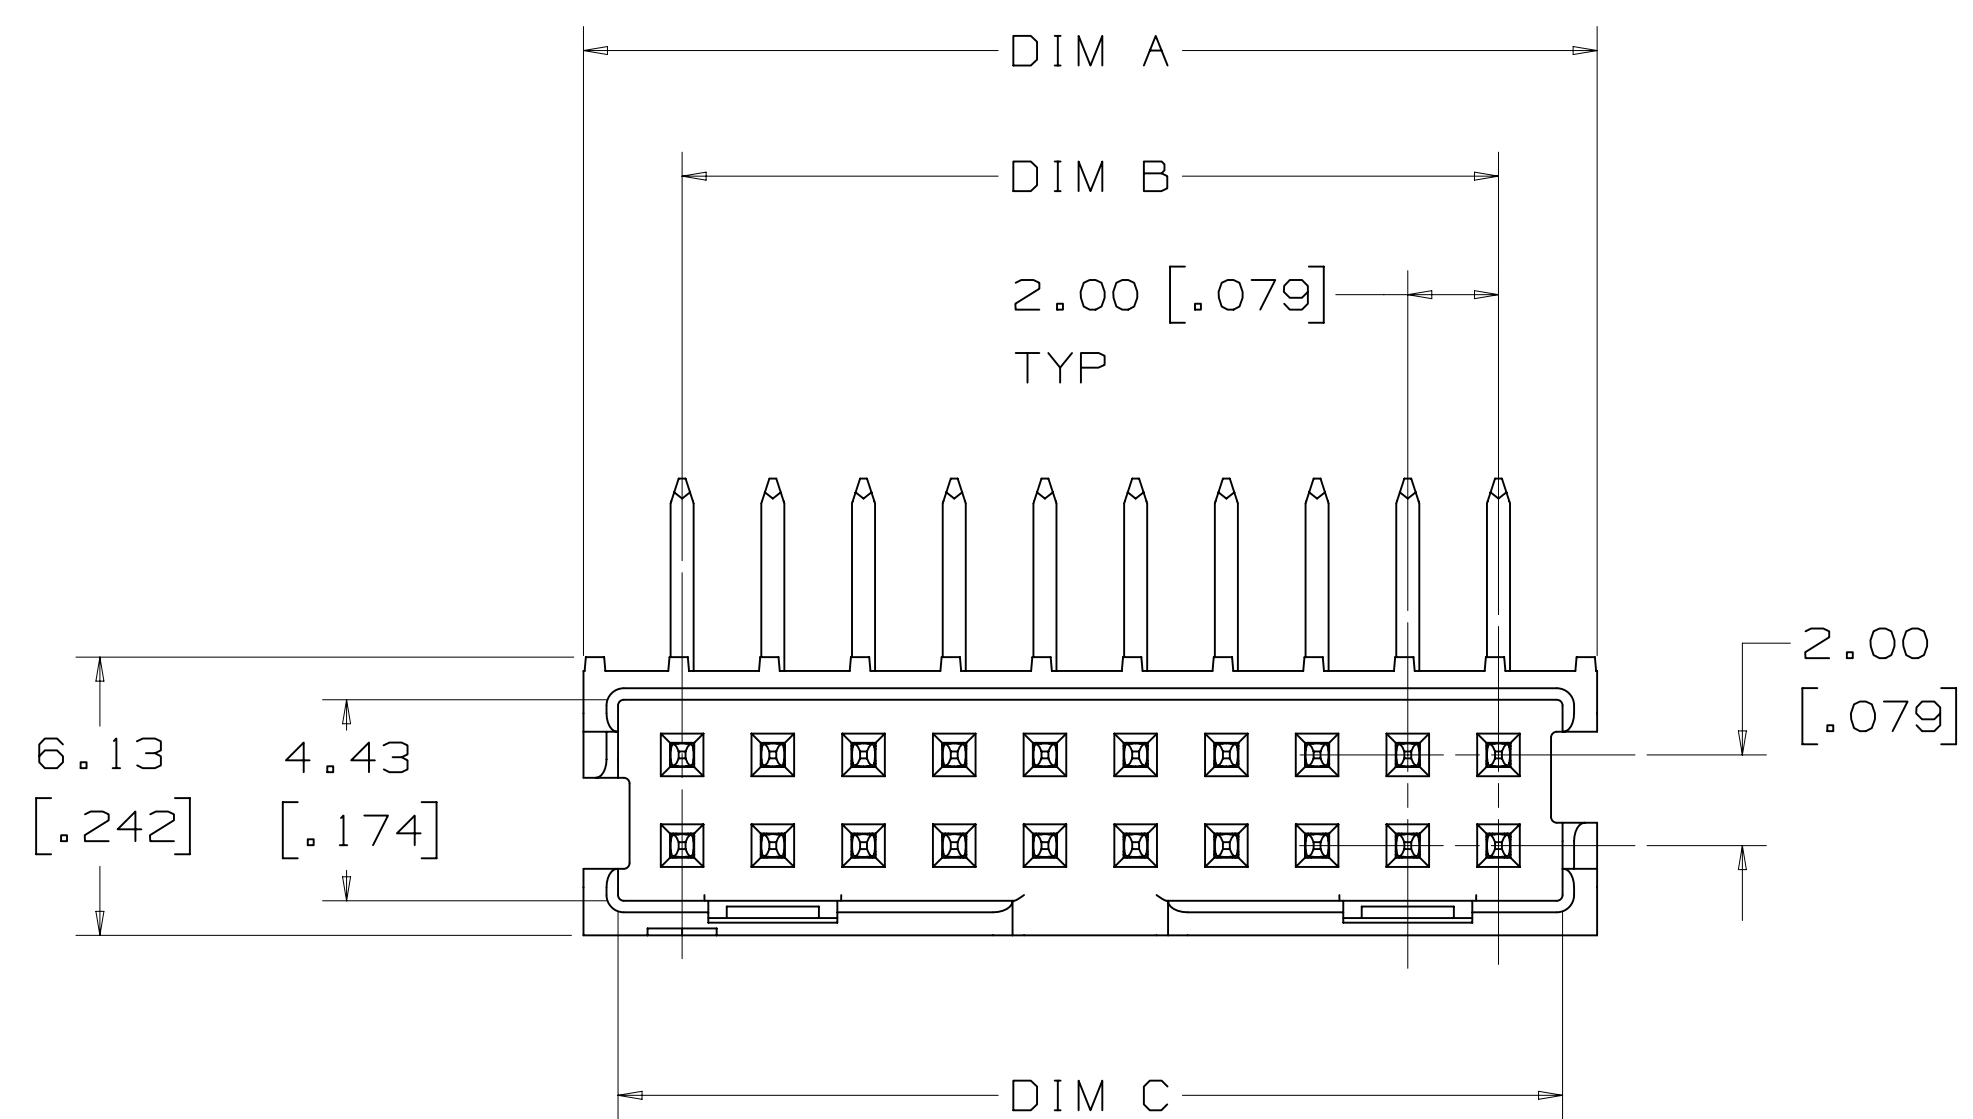 DIM A
DIM B
2.00 [.079]
TYP
2.00
[.079]
6.13
[.242]
4.43
[.174]
DIM C